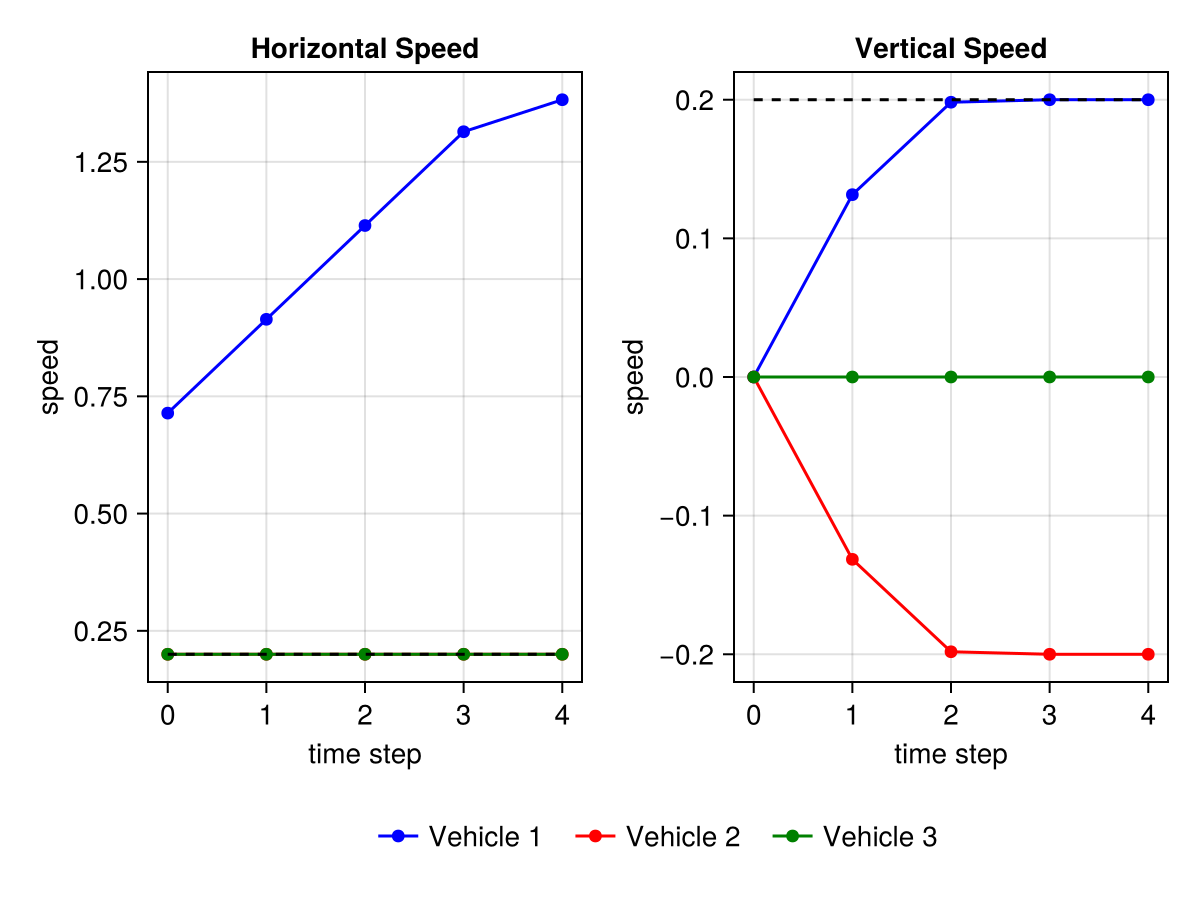 Horizontal Speed
Vertical Speed
speed
1.25
1.00
0.75
0.50
0.25
0 1 2 3 4
time step
speed
0.2
0.1
0.0
−0.1
−0.2
0 1 2 3 4
time step
Vehicle 1 Vehicle 2 Vehicle 3